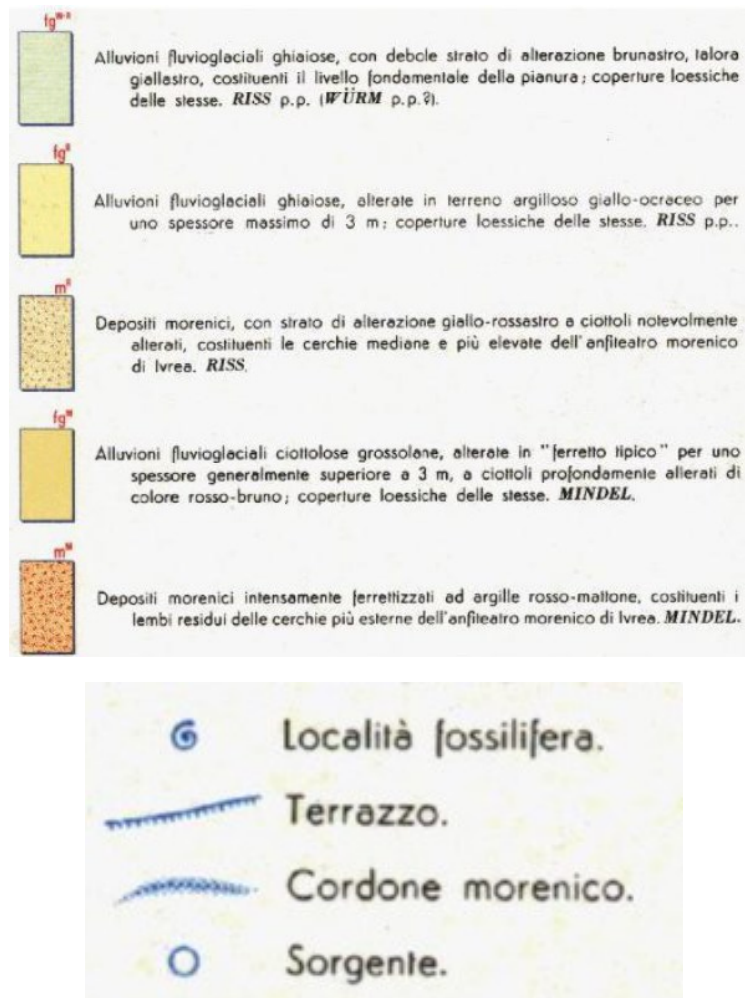 fgW-R
Alluvioni fluvioglaciali ghiaiose, con debole strato di alterazione brunastro, talora
giallastro, costituenti il livello fondamentale della pianura; coperture loessiche
delle stesse. RISS p.p. (WÜRM p.p.?).
fgR
Alluvioni fluvioglaciali ghiaiose, alterate in terreno argilloso giallo-ocraceo per
uno spessore massimo di 3 m; coperture loessiche delle stesse. RISS p.p..
mR
Depositi morenici, con strato di alterazione giallo-rossastro a ciottoli notevolmente
alterati, costituenti le cerchie mediane e più elevate dell'anfiteatro morenico
di Ivrea. RISS.
fgM
Alluvioni fluvioglaciali ciottolose grossolane, alterate in "ferretto tipico" per uno
spessore generalmente superiore a 3 m, a ciottoli profondamente alterati di
colore rosso-bruno; coperture loessiche delle stesse. MINDEL.
mM
Depositi morenici intensamente ferrettizzati ad argille rosso-mattone, costituenti i
lembi residui delle cerchie più esterne dell'anfiteatro morenico di Ivrea. MINDEL.
Località fossilifera.
Terrazzo.
Cordone morenico.
Sorgente.